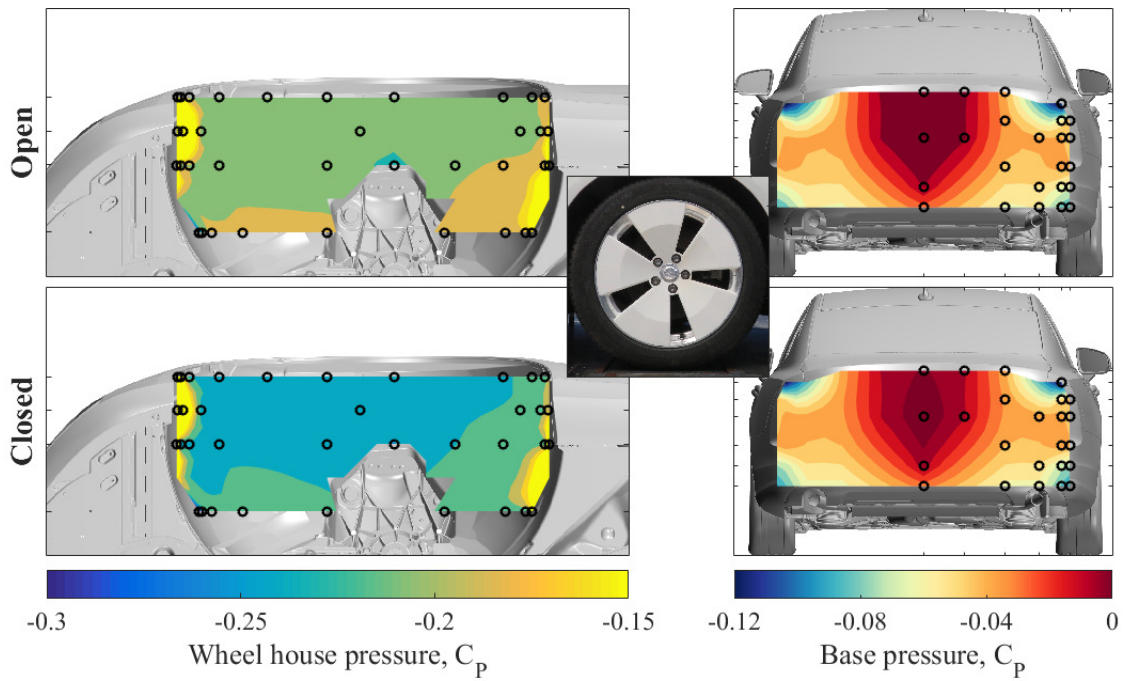 Open
Closed
-0.3
-0.25
-0.2
-0.15
-0.12
-0.08
-0.04
0
Wheel house pressure, C_P
Base pressure, C_P